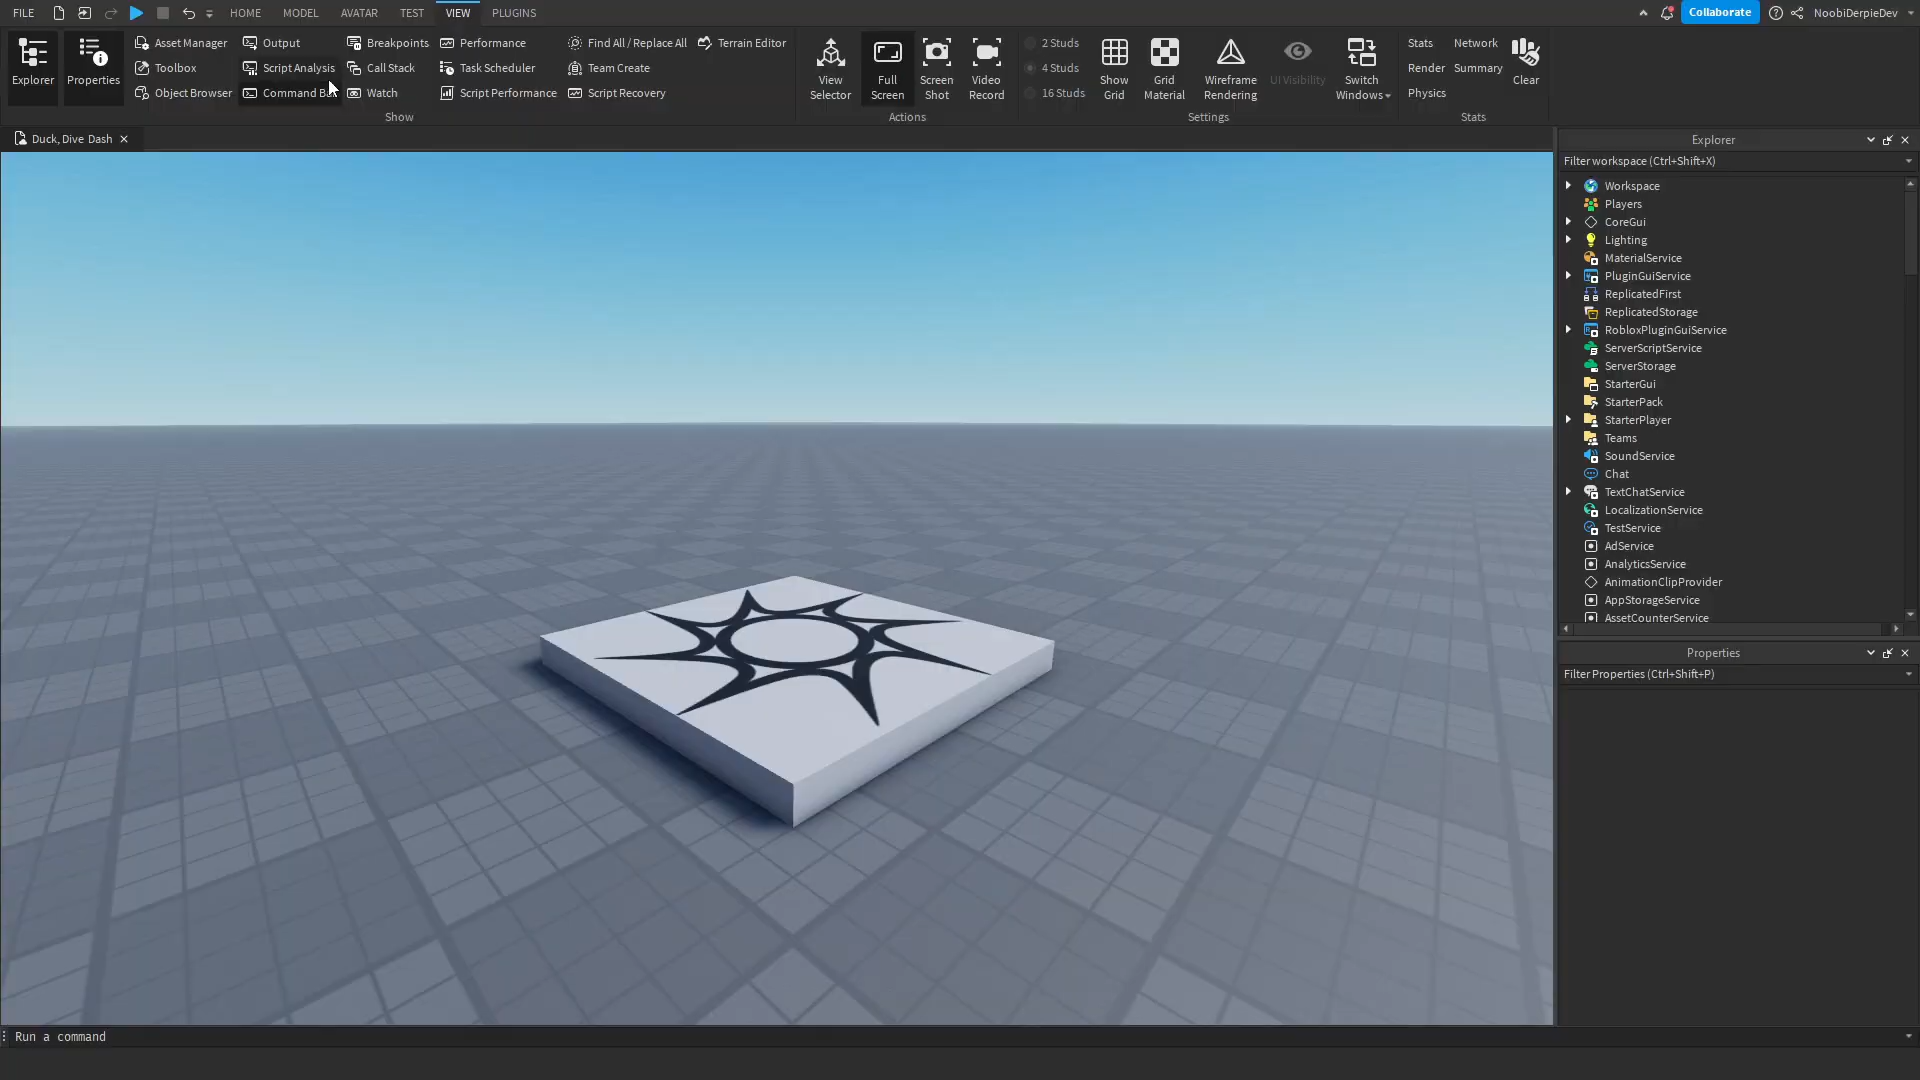 FILE HOME MODEL AVATAR TEST VIEW PLUGINS Collaborate NoobiDerpieDev
Explorer
Properties
Asset Manager
Toolbox
Object Browser
Output
Script Analysis
Command
Breakpoints
Call Stack
Watch
Performance
Task Scheduler
Script Performance
Find All / Replace All
Team Create
Script Recovery
Terrain Editor
Show
View
Selector
Full
Screen
Screen
Shot
Video
Record
Actions
2 Studs
4 Studs
16 Studs
Show
Grid
Grid
Material
Wireframe
Rendering
UI Visibility
Switch
Windows
Settings
Stats
Render
Physics
Network
Summary
Clear
Stats
Duck, Dive Dash
Explorer
Filter workspace (Ctrl+Shift+X)
Workspace
Players
CoreGui
Lighting
MaterialService
PluginGuiService
ReplicatedFirst
ReplicatedStorage
RobloxPluginGuiService
ServerScriptService
ServerStorage
StarterGui
StarterPack
StarterPlayer
Teams
SoundService
Chat
TextChatService
LocalizationService
TestService
AdService
AnalyticsService
AnimationClipProvider
AppStorageService
AssetCounterService
Properties
Filter Properties (Ctrl+Shift+P)
Run a command